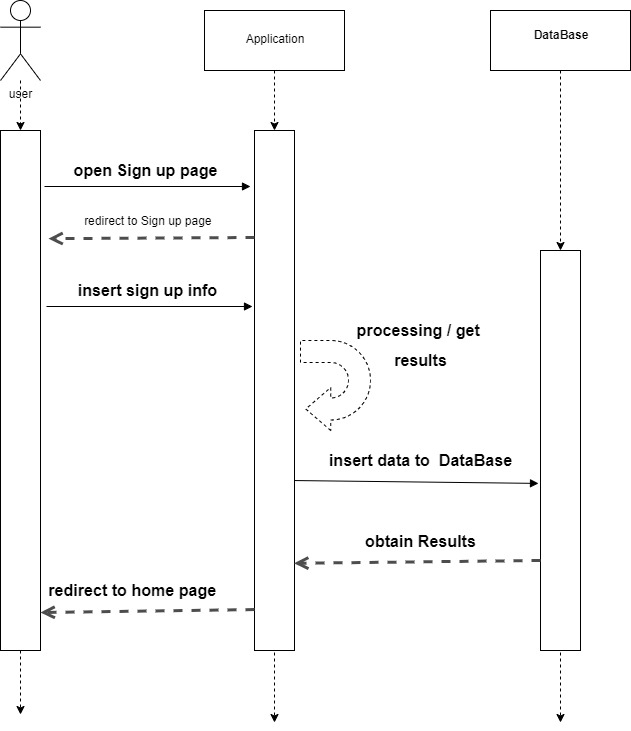 user
Application
DataBase
open Sign up page
redirect to Sign up page
insert sign up info
processing / get
results
insert data to  DataBase
obtain Results
redirect to home page